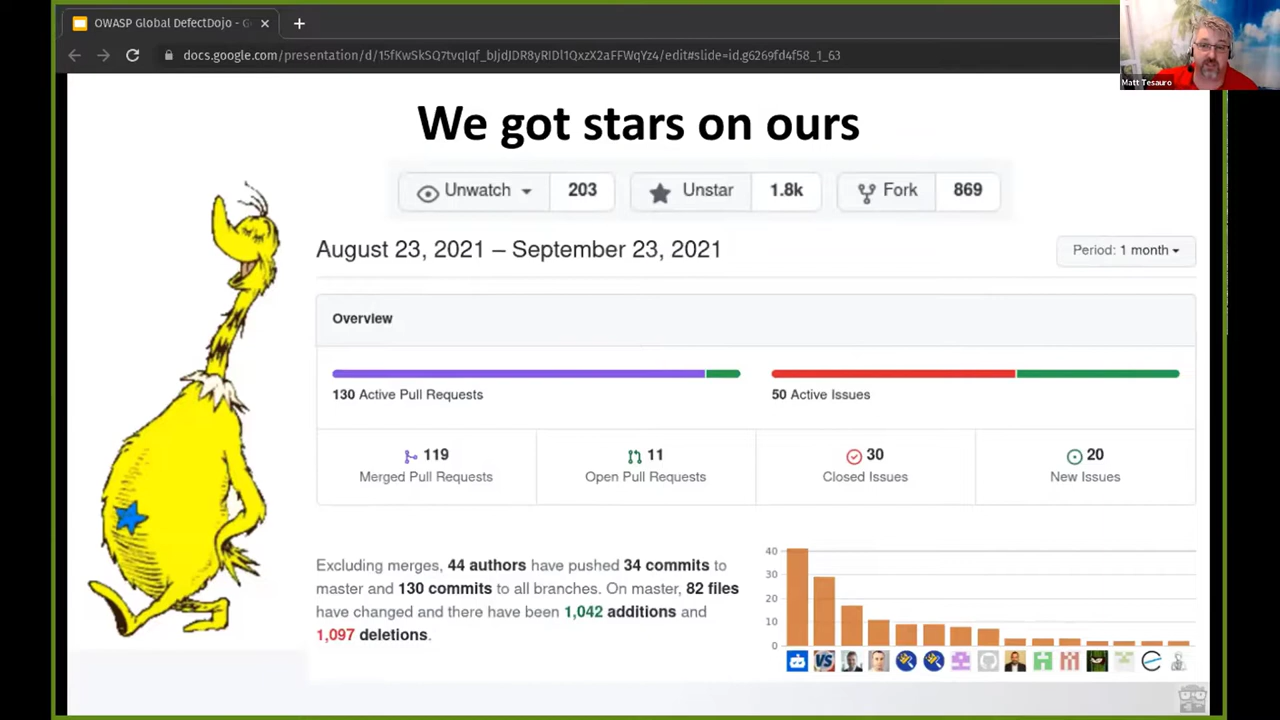 OWASP Global DefectDojo - G
docs.google.com/presentation/d/15fKwSkSQ7tvqIqf_bJdJDR8yRIDl1QxzX2aFFWqYz4/edit#slide=id.g6269fd4f58_1_63
Matt Tesauro
We got stars on ours
Unwatch 203 Unstar 1.8k Fork 869
August 23, 2021 – September 23, 2021
Period: 1 month
Overview
130 Active Pull Requests
50 Active Issues
119
Merged Pull Requests
11
Open Pull Requests
30
Closed Issues
20
New Issues
Excluding merges, 44 authors have pushed 34 commits to
master and 130 commits to all branches. On master, 82 files
have changed and there have been 1,042 additions and
1,097 deletions.
40
30
20
10
0
VS